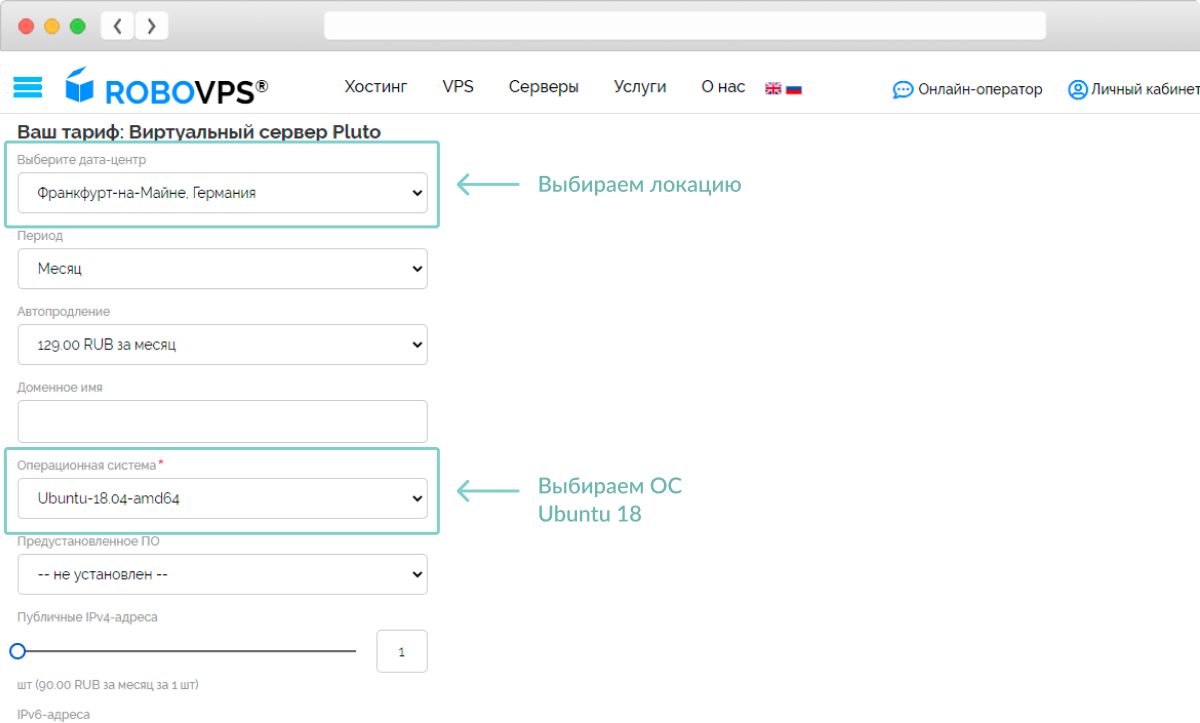 ROBOVPS®
Хостинг
VPS
Серверы
Услуги
О нас
Онлайн-оператор
Личный кабинет
Ваш тариф: Виртуальный сервер Pluto
Выберите дата-центр
Франкфурт-на-Майне, Германия
Выбираем локацию
Период
Месяц
Автопродление
129.00 RUB за месяц
Доменное имя
Операционная система *
Ubuntu-18.04-amd64
Выбираем ОС
Ubuntu 18
Предустановленное ПО
-- не установлен --
Публичные IPv4-адреса
1
шт (90.00 RUB за месяц за 1 шт)
IPv6-адреса